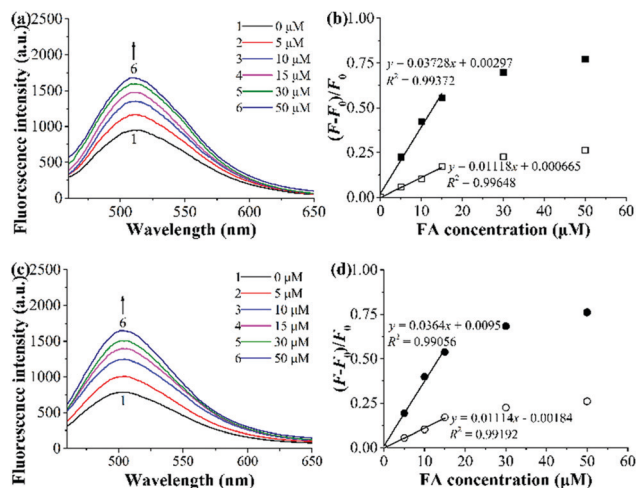 (a)
Fluorescence intensity (a.u.)
2500
2000
1500
1000
500
0
1 0 µM
2 5 µM
3 10 µM
4 15 µM
5 30 µM
6 50 µM
6
1
500 550 600 650
Wavelength (nm)
(b)
(F-F0)/F0
1.00
0.75
0.50
0.25
0.00
y − 0.03728x + 0.00297
R² − 0.99372
y − 0.01118x + 0.000665
R² − 0.99648
0 10 20 30 40 50 60
FA concentration (µM)
(c)
Fluorescence intensity (a.u.)
2500
2000
1500
1000
500
0
1 0 µM
2 5 µM
3 10 µM
4 15 µM
5 30 µM
6 50 µM
6
1
500 550 600 650
Wavelength (nm)
(d)
(F-F0)/F0
1.00
0.75
0.50
0.25
0.00
y = 0.0364x + 0.0095
R² = 0.99056
y = 0.01114x - 0.00184
R² = 0.99192
0 10 20 30 40 50 60
FA concentration (µM)